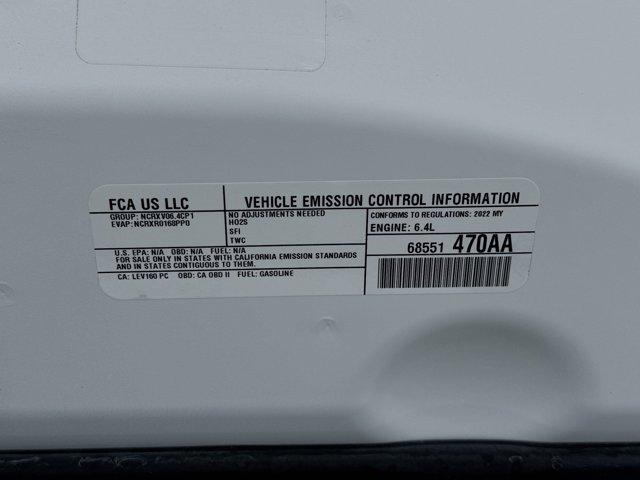 FCA US LLC
VEHICLE EMISSION CONTROL INFORMATION
GROUP: NCRXV06.4CP1
EVAP: NCRXR0168PP0
NO ADJUSTMENTS NEEDED
HO2S
SFI
TWC
CONFORMS TO REGULATIONS: 2022 MY
ENGINE: 6.4L
68551 470AA
U.S. EPA: N/A OBD: N/A FUEL: N/A
FOR SALE ONLY IN STATES WITH CALIFORNIA EMISSION STANDARDS
AND IN STATES CONTIGUOUS TO THEM.
CA: LEV160 PC OBD: CA OBD II FUEL: GASOLINE